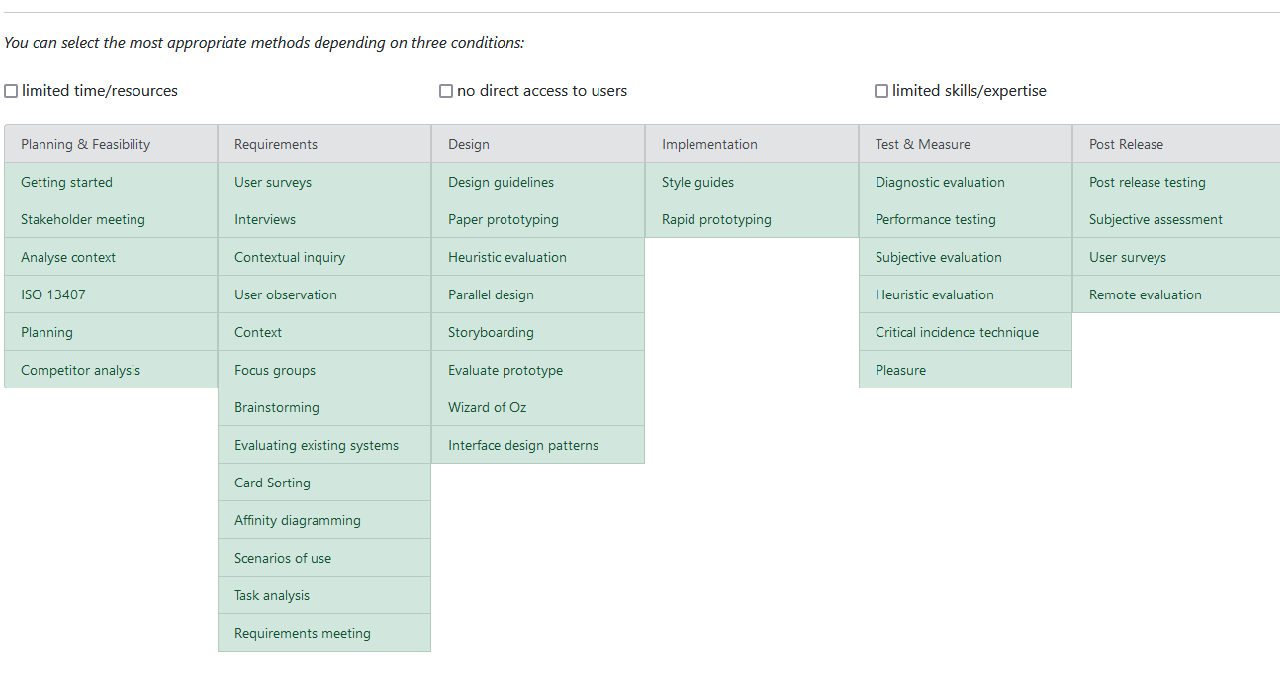 You can select the most appropriate methods depending on three conditions:
limited time/resources no direct access to users limited skills/expertise
Planning & Feasibility Requirements Design Implementation Test & Measure Post Release
Getting started User surveys Design guidelines Style guides Diagnostic evaluation Post release testing
Stakeholder meeting Interviews Paper prototyping Rapid prototyping Performance testing Subjective assessment
Analyse context Contextual inquiry Heuristic evaluation Subjective evaluation User surveys
ISO 13407 User observation Parallel design Heuristic evaluation Remote evaluation
Planning Context Storyboarding Critical incidence technique
Competitor analysis Focus groups Evaluate prototype Pleasure
Brainstorming Wizard of Oz
Evaluating existing systems Interface design patterns
Card Sorting
Affinity diagramming
Scenarios of use
Task analysis
Requirements meeting